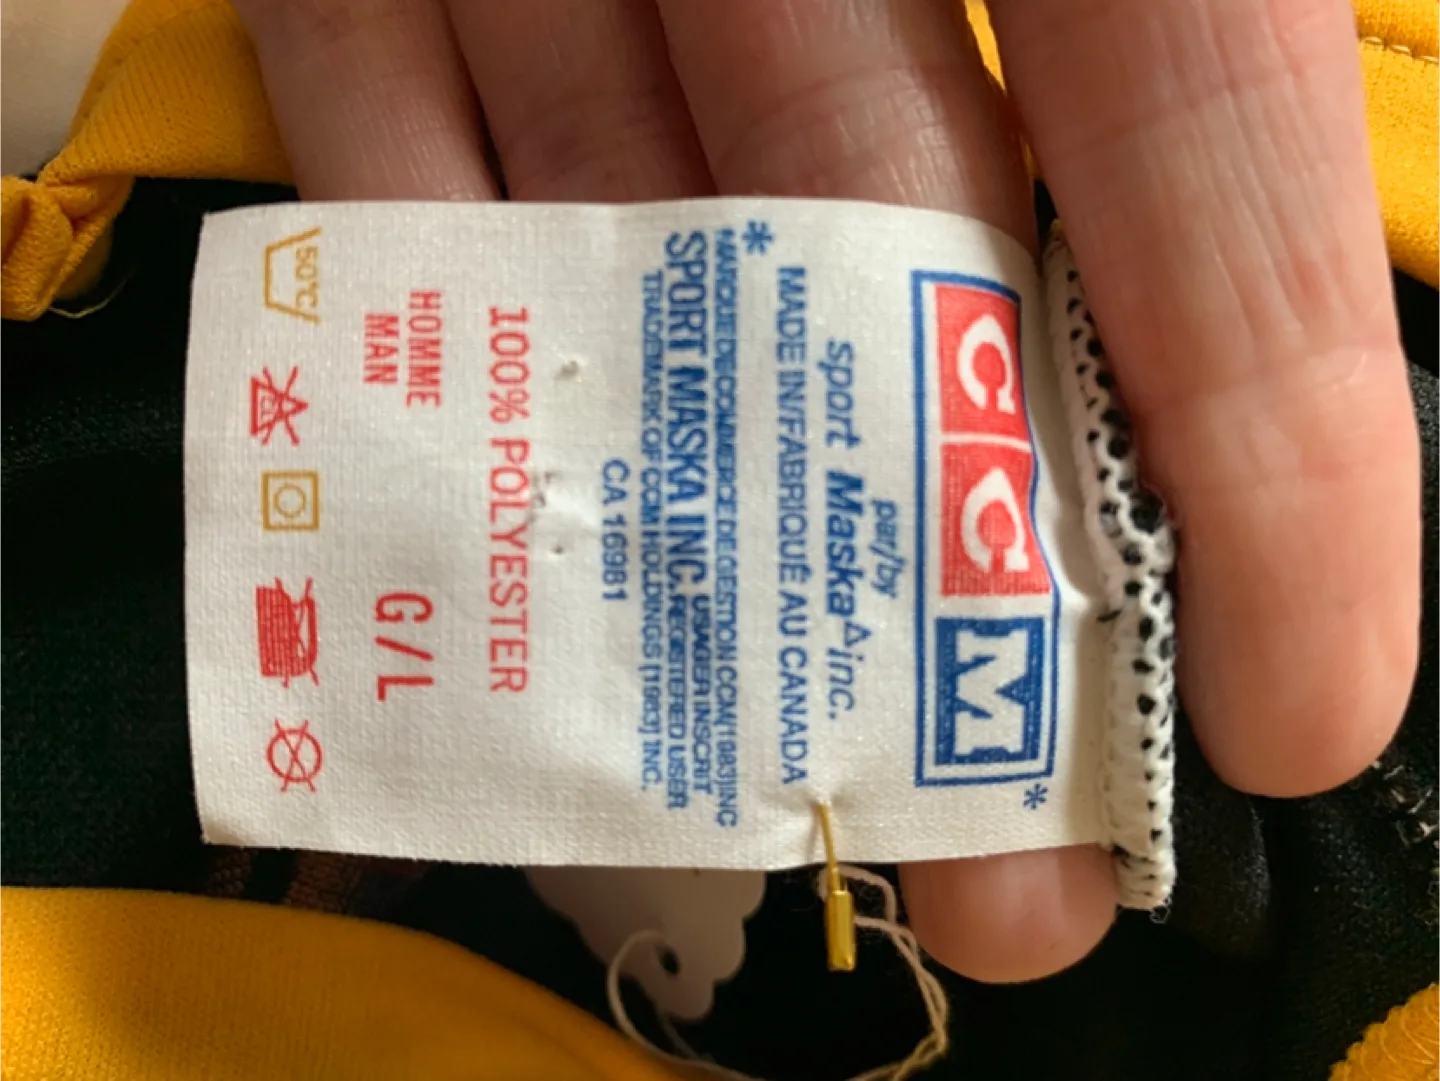 CCM*
par/by
sport Maska△inc.
MADE IN/FABRIQUÉ AU CANADA
*
MARQUE DE COMMERCE DE GESTION CCM(1983)INC
SPORT MASKA INC. USAGER INSCRIT
REGISTERED USER
TRADEMARK OF CCM HOLDINGS (1983) INC.
CA 16981
100% POLYESTER
HOMME
MAN
G/L
50°C